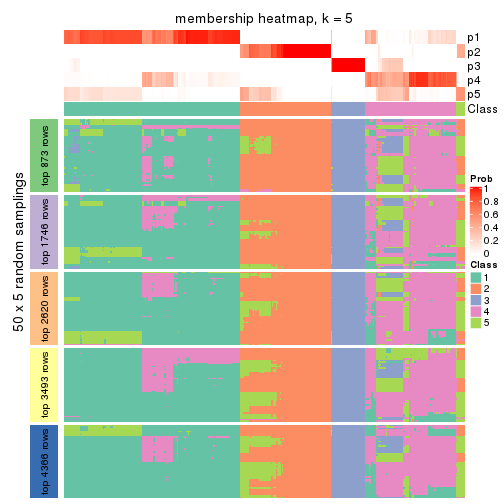 membership heatmap, k = 5
p1
p2
p3
p4
p5
Class
top 873 rows
top 1746 rows
top 2620 rows
top 3493 rows
top 4366 rows
50 x 5 random samplings
Prob
1
0.8
0.6
0.4
0.2
0
Class
1
2
3
4
5